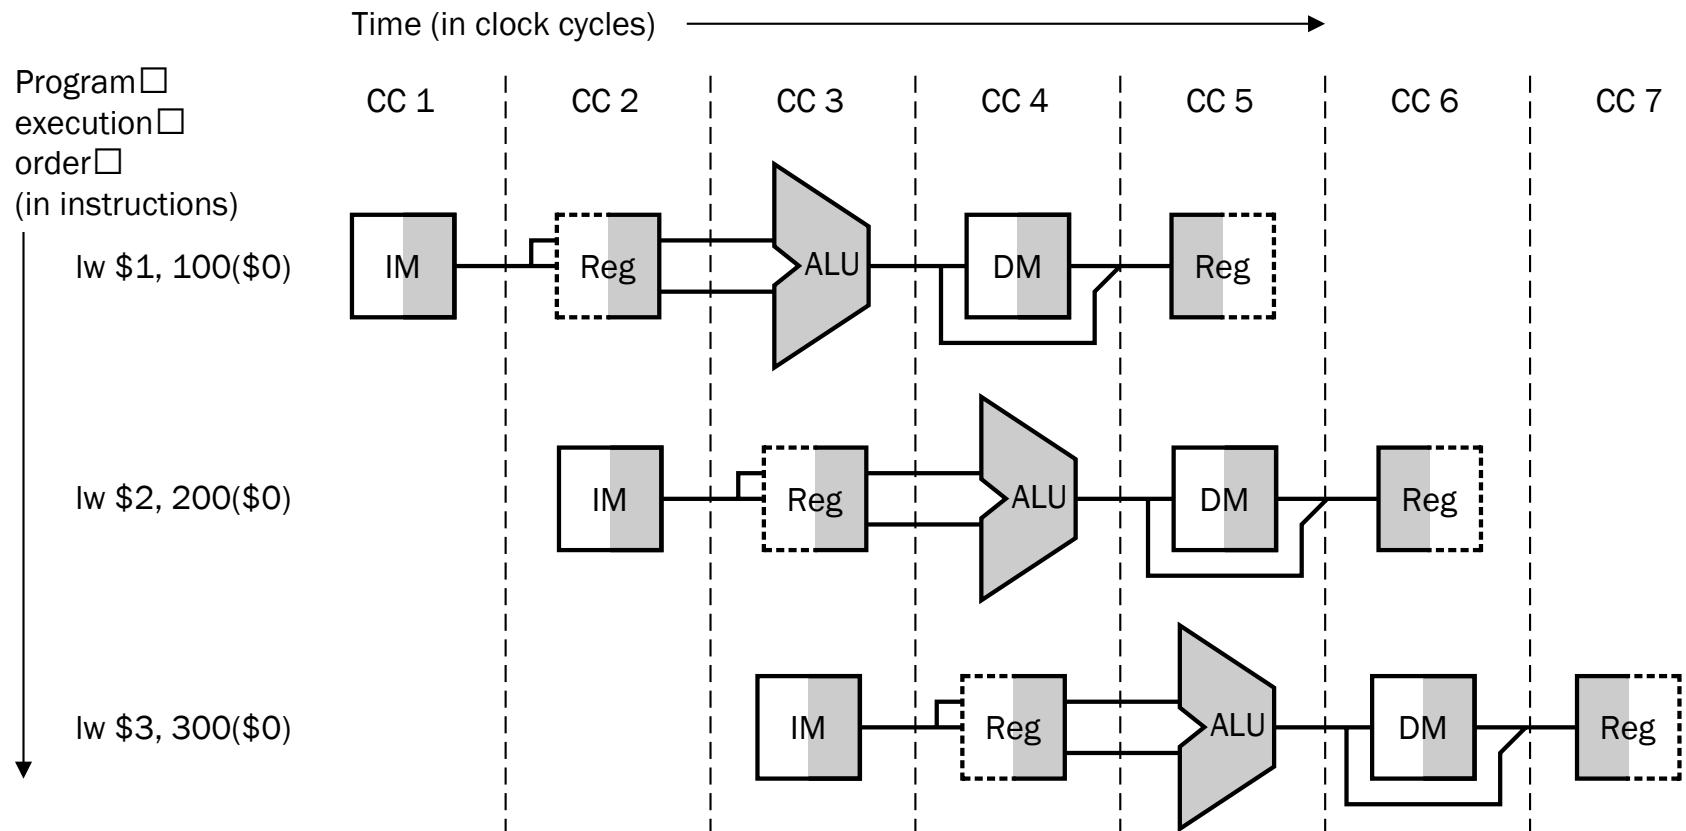 Time (in clock cycles)
Program□
execution□
order□
(in instructions)
CC 1 CC 2 CC 3 CC 4 CC 5 CC 6 CC 7
lw $1, 100($0) IM Reg ALU DM Reg
lw $2, 200($0) IM Reg ALU DM Reg
lw $3, 300($0) IM Reg ALU DM Reg